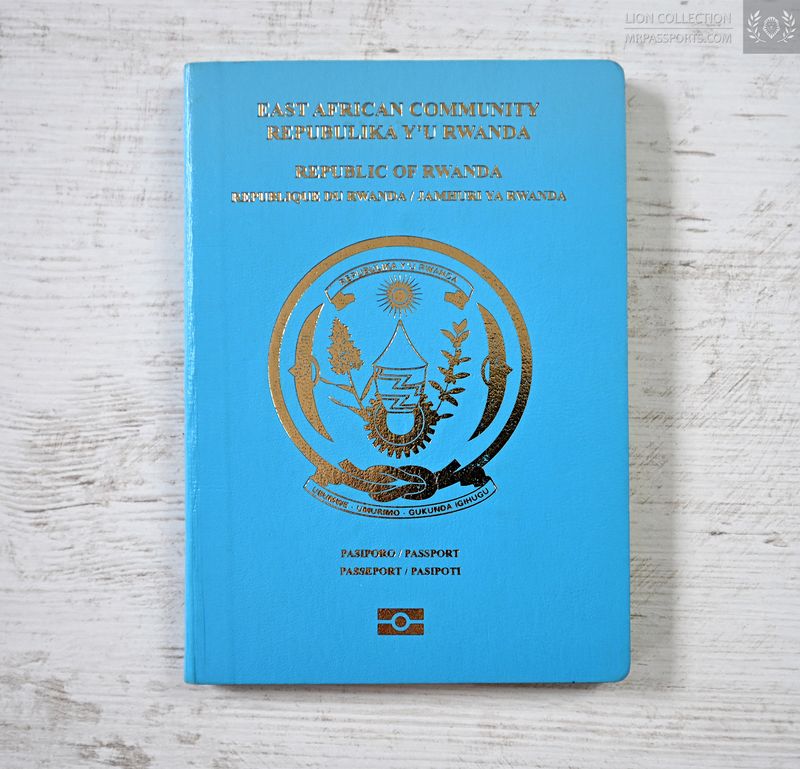 LION COLLECTION
MRPASSPORTS.COM
EAST AFRICAN COMMUNITY
REPUBULIKA Y'U RWANDA
REPUBLIC OF RWANDA
REPUBLIQUE DU RWANDA / JAMHURI YA RWANDA
REPUBULIKA Y'U RWANDA
UBUMWE - UMURIMO - GUKUNDA IGIHUGU
PASIPORO / PASSPORT
PASSEPORT / PASIPOTI